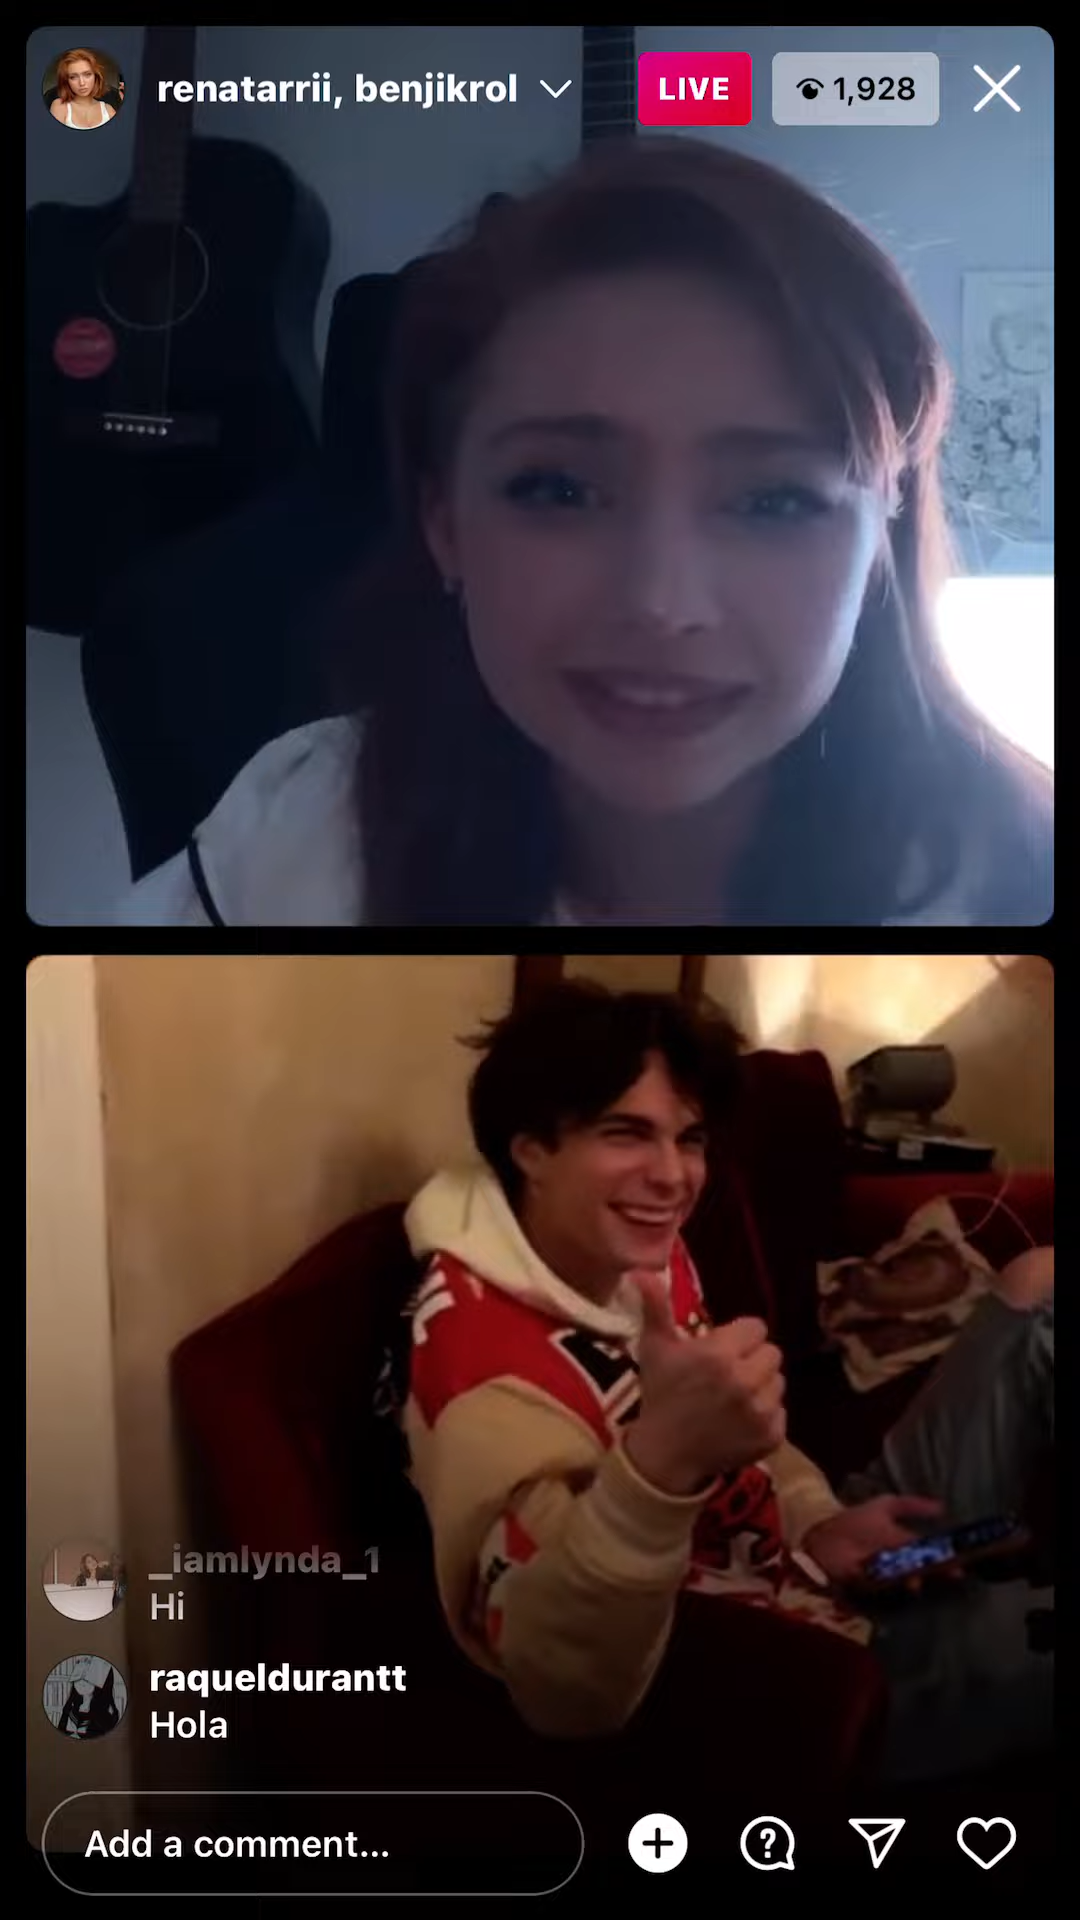 renatarrii, benjikrol
LIVE
1,928
_iamlynda_1
Hi
raqueldurantt
Hola
Add a comment...